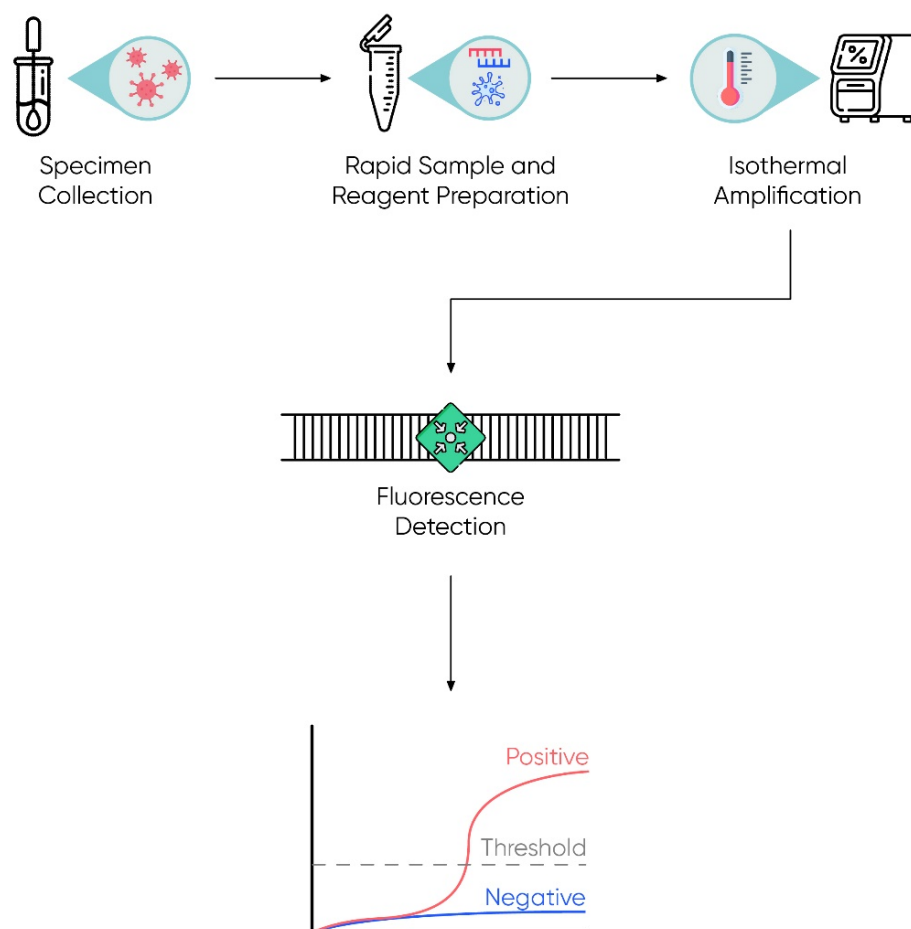 Specimen
Collection
Rapid Sample and
Reagent Preparation
%
Isothermal
Amplification
Fluorescence
Detection
Positive
Threshold
Negative